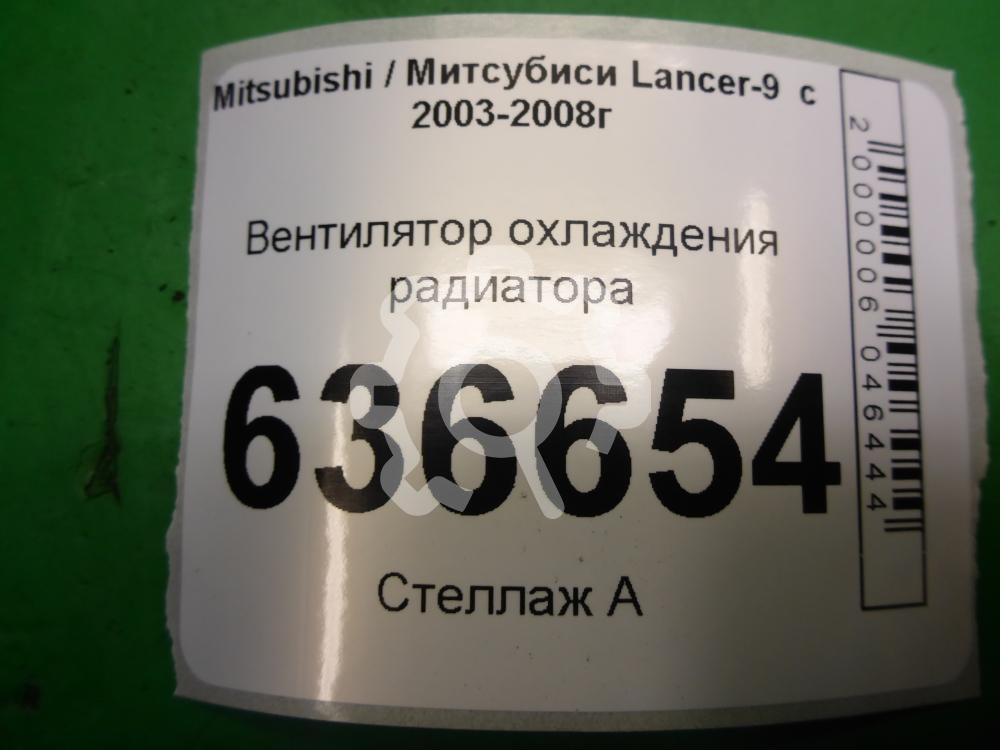 Mitsubishi / Митсубиси Lancer-9 с
2003-2008г
Вентилятор охлаждения
радиатора
636654
Стеллаж А
2000006046444